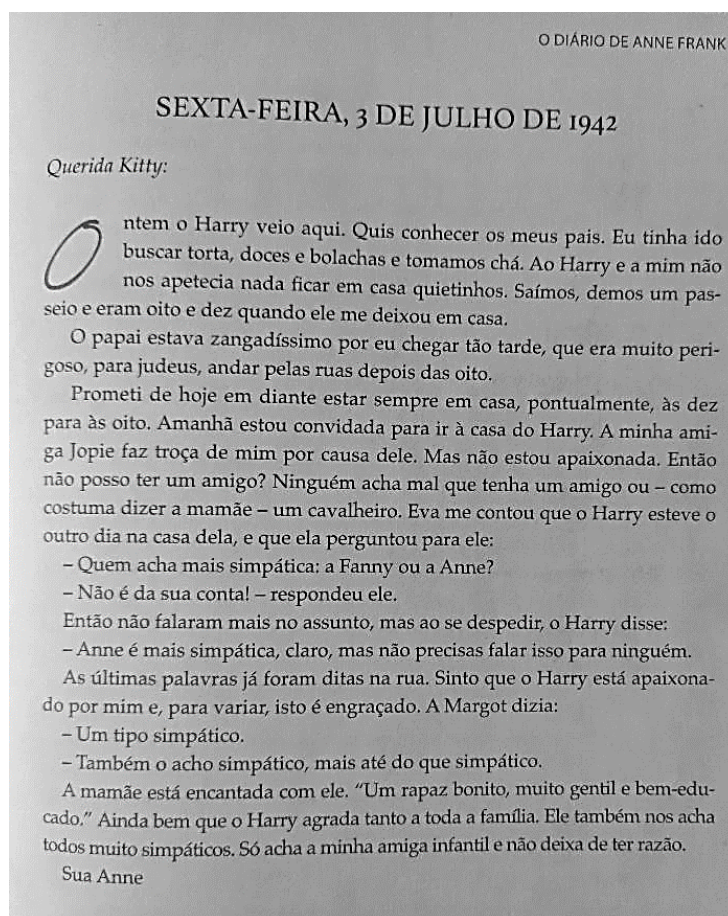 O DIÁRIO DE ANNE FRANK
SEXTA-FEIRA, 3 DE JULHO DE 1942
Querida Kitty:
Ontem o Harry veio aqui. Quis conhecer os meus pais. Eu tinha ido
buscar torta, doces e bolachas e tomamos chá. Ao Harry e a mim não
nos apetecia nada ficar em casa quietinhos. Saímos, demos um pas-
seio e eram oito e dez quando ele me deixou em casa.
O papai estava zangadíssimo por eu chegar tão tarde, que era muito peri-
goso, para judeus, andar pelas ruas depois das oito.
Prometi de hoje em diante estar sempre em casa, pontualmente, às dez
para às oito. Amanhã estou convidada para ir à casa do Harry. A minha ami-
ga Jopie faz troça de mim por causa dele. Mas não estou apaixonada. Então
não posso ter um amigo? Ninguém acha mal que tenha um amigo ou – como
costuma dizer a mamãe – um cavalheiro. Eva me contou que o Harry esteve o
outro dia na casa dela, e que ela perguntou para ele:
– Quem acha mais simpática: a Fanny ou a Anne?
– Não é da sua conta! – respondeu ele.
Então não falaram mais no assunto, mas ao se despedir, o Harry disse:
– Anne é mais simpática, claro, mas não precisas falar isso para ninguém.
As últimas palavras já foram ditas na rua. Sinto que o Harry está apaixona-
do por mim e, para variar, isto é engraçado. A Margot dizia:
– Um tipo simpático.
– Também o acho simpático, mais até do que simpático.
A mamãe está encantada com ele. “Um rapaz bonito, muito gentil e bem-edu-
cado.” Ainda bem que o Harry agrada tanto a toda a família. Ele também nos acha
todos muito simpáticos. Só acha a minha amiga infantil e não deixa de ter razão.
Sua Anne